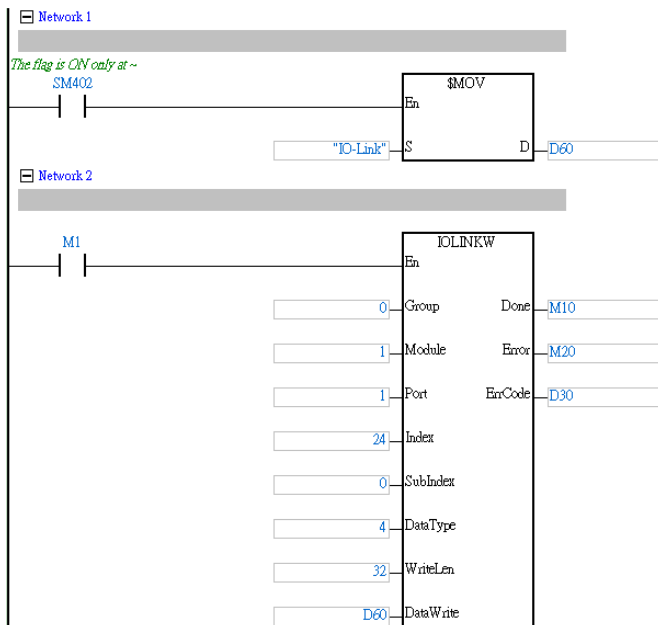 Network 1
The flag is ON only at ~
SM402
$MOV
En
"IO-Link" S D D60
Network 2
M1
IOLINKW
En
0 Group Done M10
1 Module Error M20
1 Port ErrCode D30
24 Index
0 SubIndex
4 DataType
32 WriteLen
D60 DataWrite